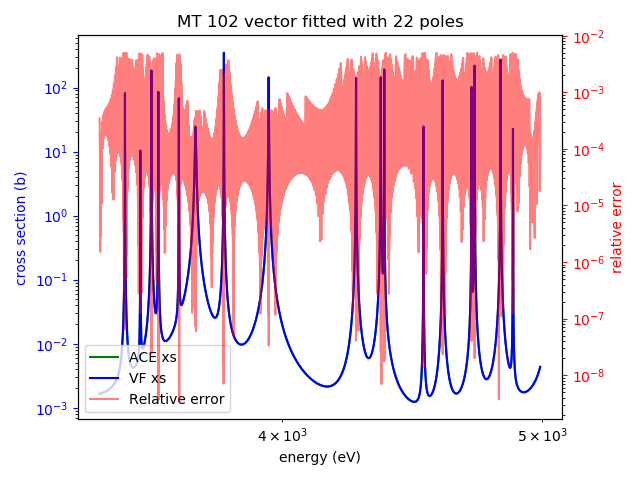 MT 102 vector fitted with 22 poles
10²
10¹
10⁰
10⁻¹
10⁻²
10⁻³
cross section (b)
10⁻²
10⁻³
10⁻⁴
10⁻⁵
10⁻⁶
10⁻⁷
10⁻⁸
relative error
ACE xs
VF xs
Relative error
4 × 10³
5 × 10³
energy (eV)